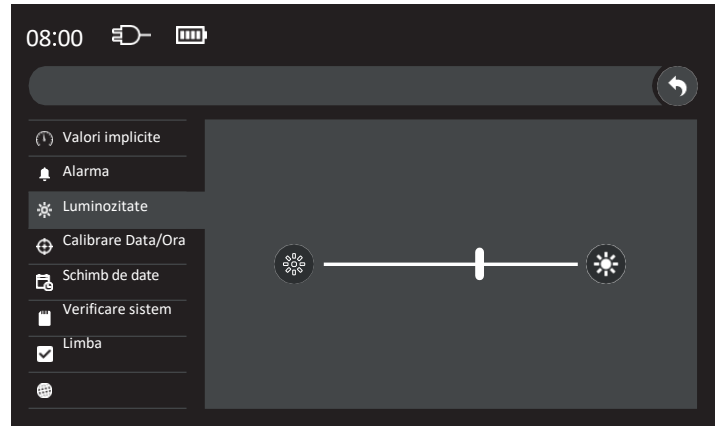 08:00
Valori implicite
Alarma
Luminozitate
Calibrare Data/Ora
Schimb de date
Verificare sistem
Limba